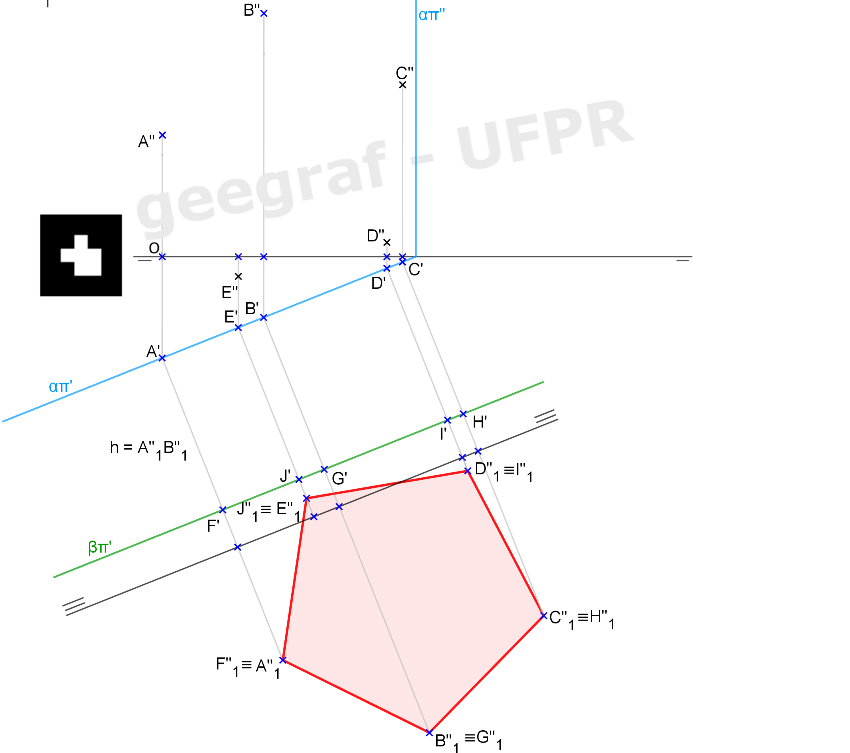 B"
απ"
C"
A"
geegraf - UFPR
D"
O
C'
D'
E"
B'
E'
A'
απ'
H'
I'
h = A"₁B"₁
J'
G'
D"₁≡I"₁
J"₁≡ E"₁
F'
βπ'
C"₁≡H"₁
F"₁≡ A"₁
B"₁ ≡G"₁